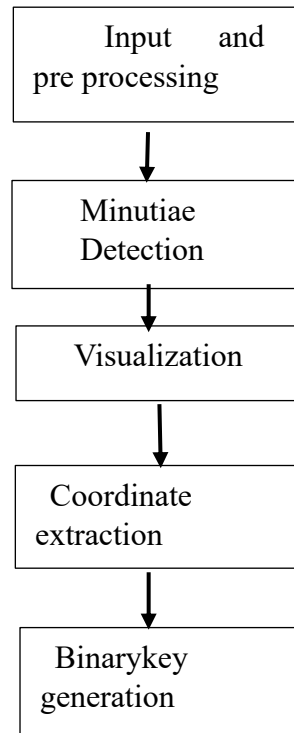 Input and
pre processing
Minutiae
Detection
Visualization
Coordinate
extraction
Binarykey
generation